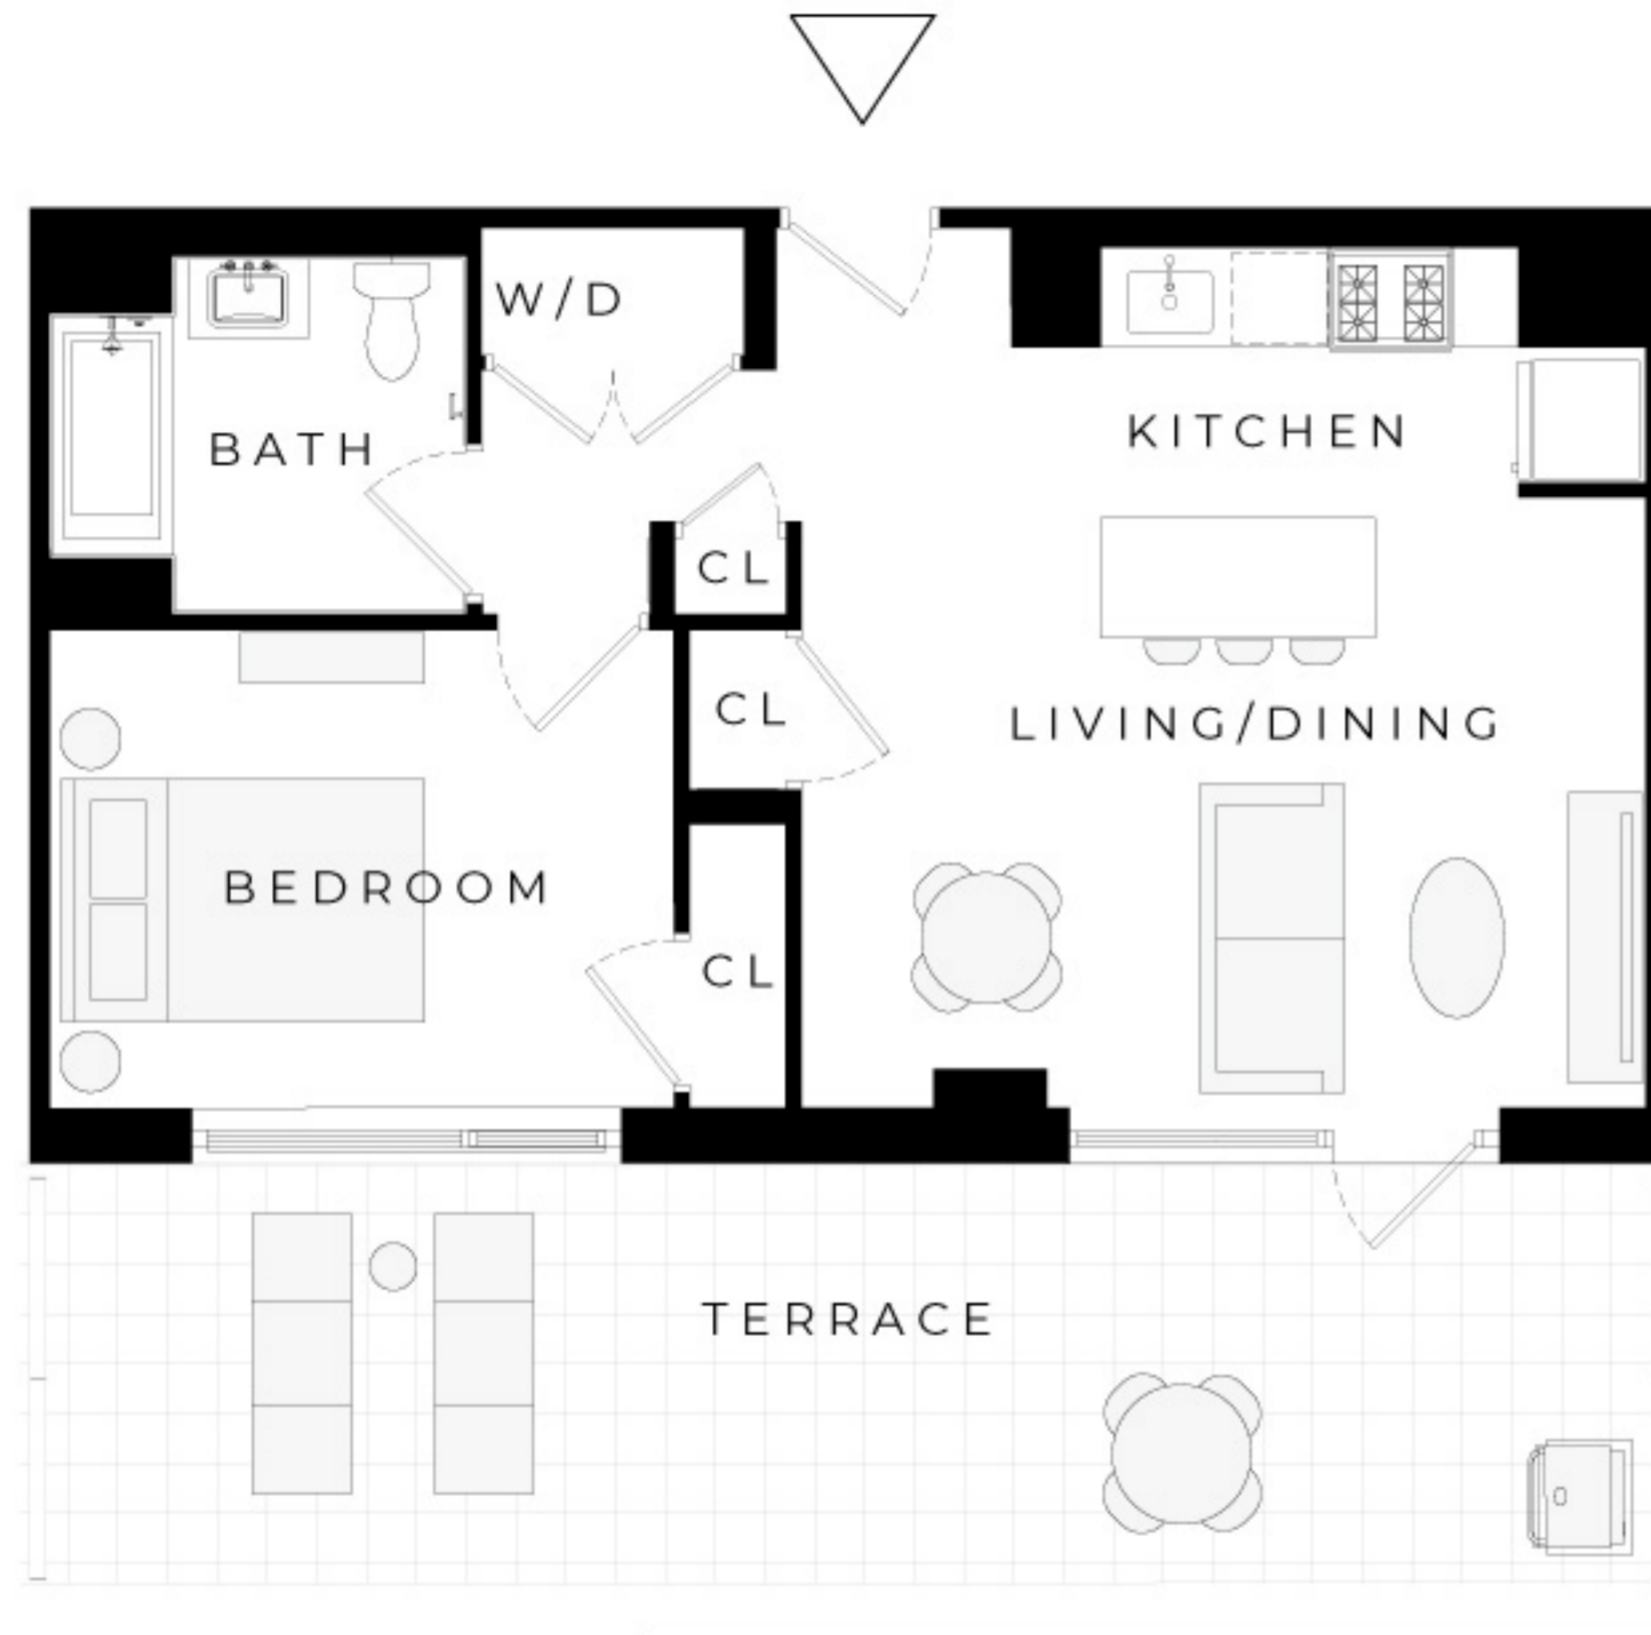 W/D
BATH
KITCHEN
CL
CL
LIVING/DINING
BEDROOM
CL
TERRACE